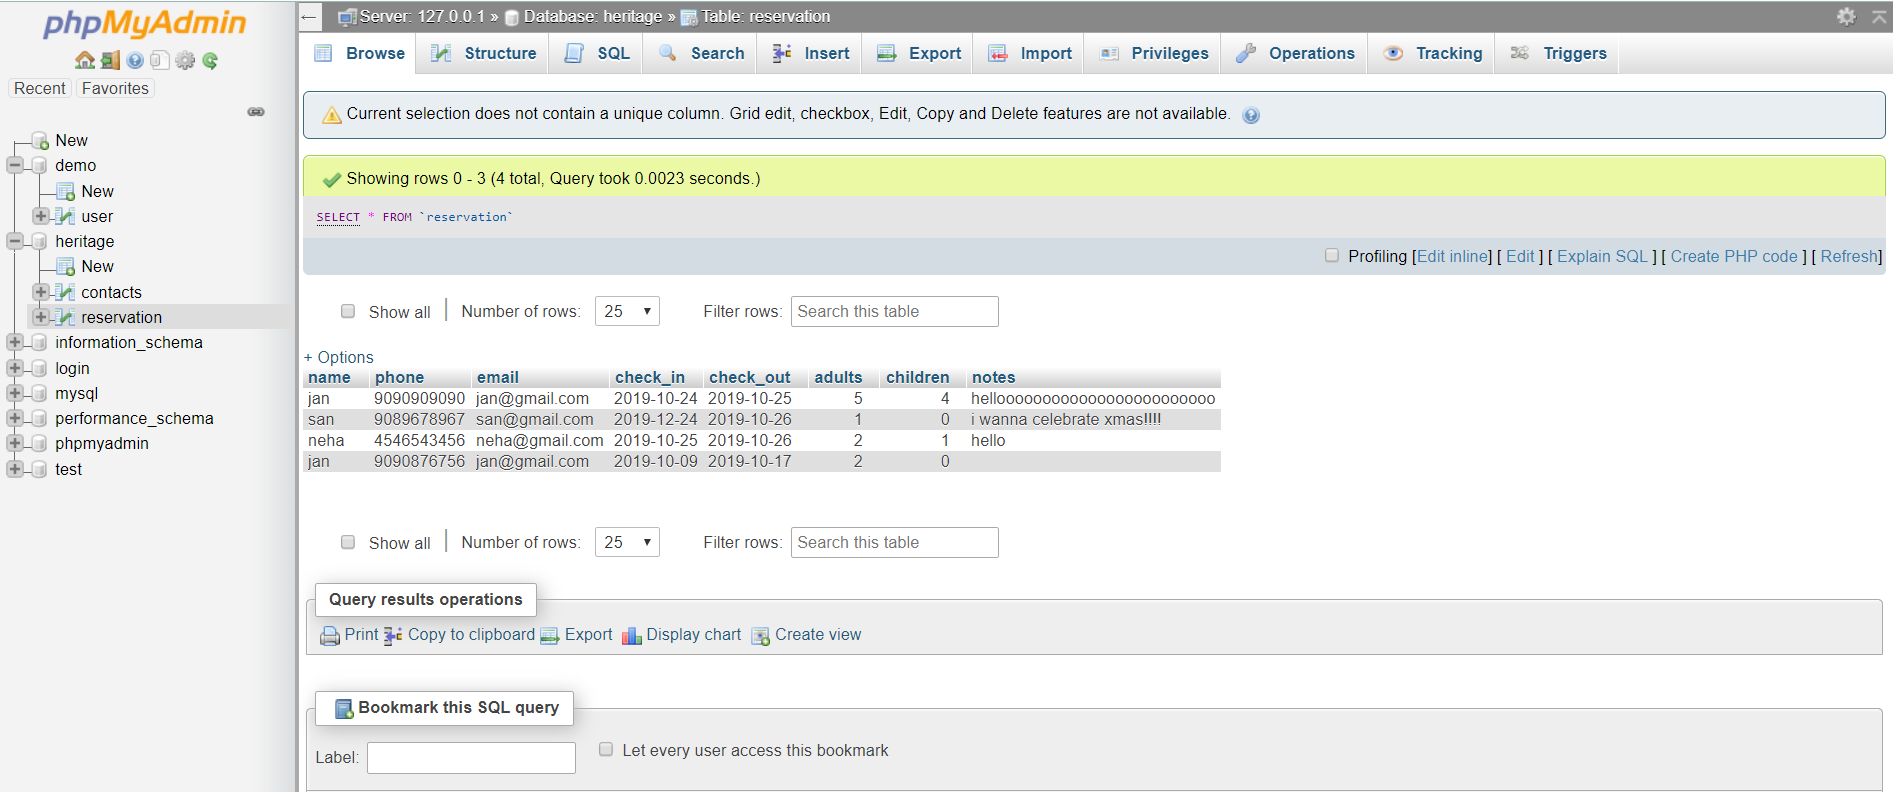 phpMyAdmin
Recent Favorites
New
demo
New
user
heritage
New
contacts
reservation
information_schema
login
mysql
performance_schema
phpmyadmin
test
← Server: 127.0.0.1 » Database: heritage » Table: reservation
Browse Structure SQL Search Insert Export Import Privileges Operations Tracking Triggers
Current selection does not contain a unique column. Grid edit, checkbox, Edit, Copy and Delete features are not available.
Showing rows 0 - 3 (4 total, Query took 0.0023 seconds.)
SELECT * FROM `reservation`
Profiling [Edit inline] [ Edit ] [ Explain SQL ] [ Create PHP code ] [ Refresh]
Show all | Number of rows: 25 Filter rows: Search this table
+ Options
name phone email check_in check_out adults children notes
jan 9090909090 jan@gmail.com 2019-10-24 2019-10-25 5 4 hellooooooooooooooooooooooooo
san 9089678967 san@gmail.com 2019-12-24 2019-10-26 1 0 i wanna celebrate xmas!!!!
neha 4546543456 neha@gmail.com 2019-10-25 2019-10-26 2 1 hello
jan 9090876756 jan@gmail.com 2019-10-09 2019-10-17 2 0
Show all | Number of rows: 25 Filter rows: Search this table
Query results operations
Print Copy to clipboard Export Display chart Create view
Bookmark this SQL query
Label: Let every user access this bookmark